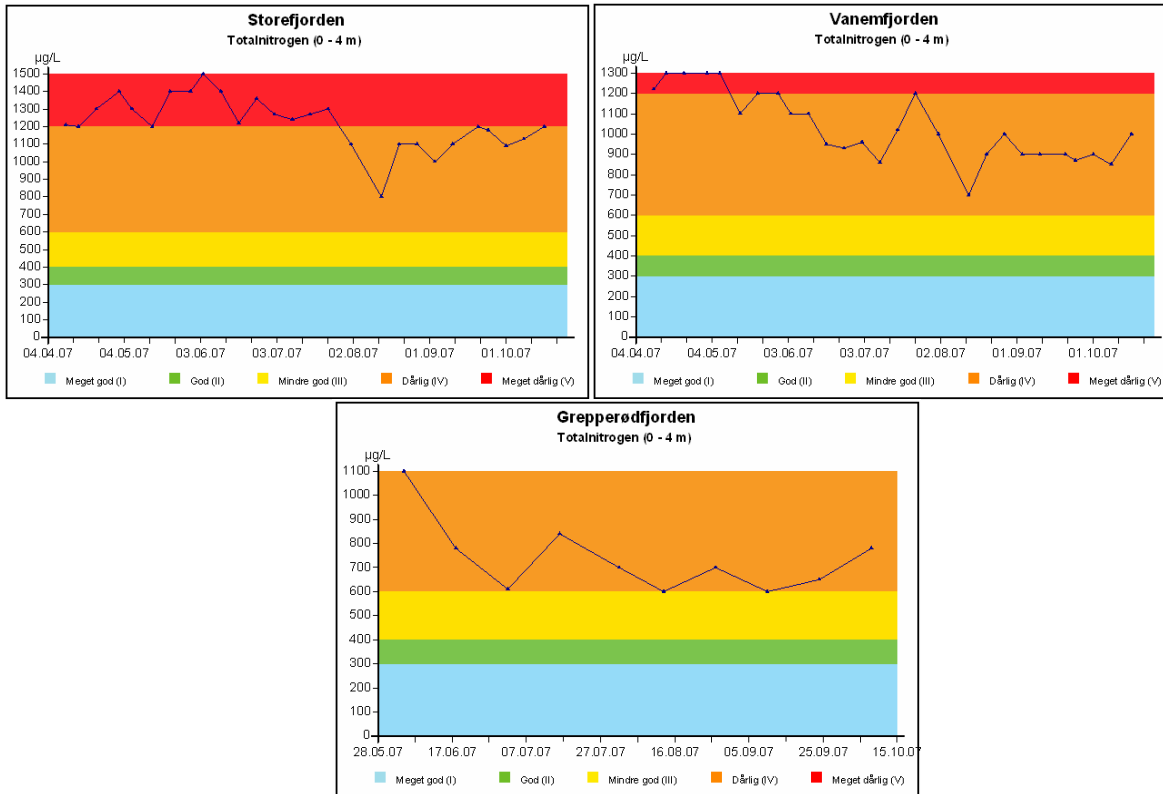 Storefjorden
Totalnitrogen (0 - 4 m)
µg/L
1500
1400
1300
1200
1100
1000
900
800
700
600
500
400
300
200
100
0
04.04.07 04.05.07 03.06.07 03.07.07 02.08.07 01.09.07 01.10.07
Meget god (I) God (II) Mindre god (III) Dårlig (IV) Meget dårlig (V)
Vanemfjorden
Totalnitrogen (0 - 4 m)
µg/L
1300
1200
1100
1000
900
800
700
600
500
400
300
200
100
0
04.04.07 04.05.07 03.06.07 03.07.07 02.08.07 01.09.07 01.10.07
Meget god (I) God (II) Mindre god (III) Dårlig (IV) Meget dårlig (V)
Grepperødfjorden
Totalnitrogen (0 - 4 m)
µg/L
1100
1000
900
800
700
600
500
400
300
200
100
0
28.05.07 17.06.07 07.07.07 27.07.07 16.08.07 05.09.07 25.09.07 15.10.07
Meget god (I) God (II) Mindre god (III) Dårlig (IV) Meget dårlig (V)